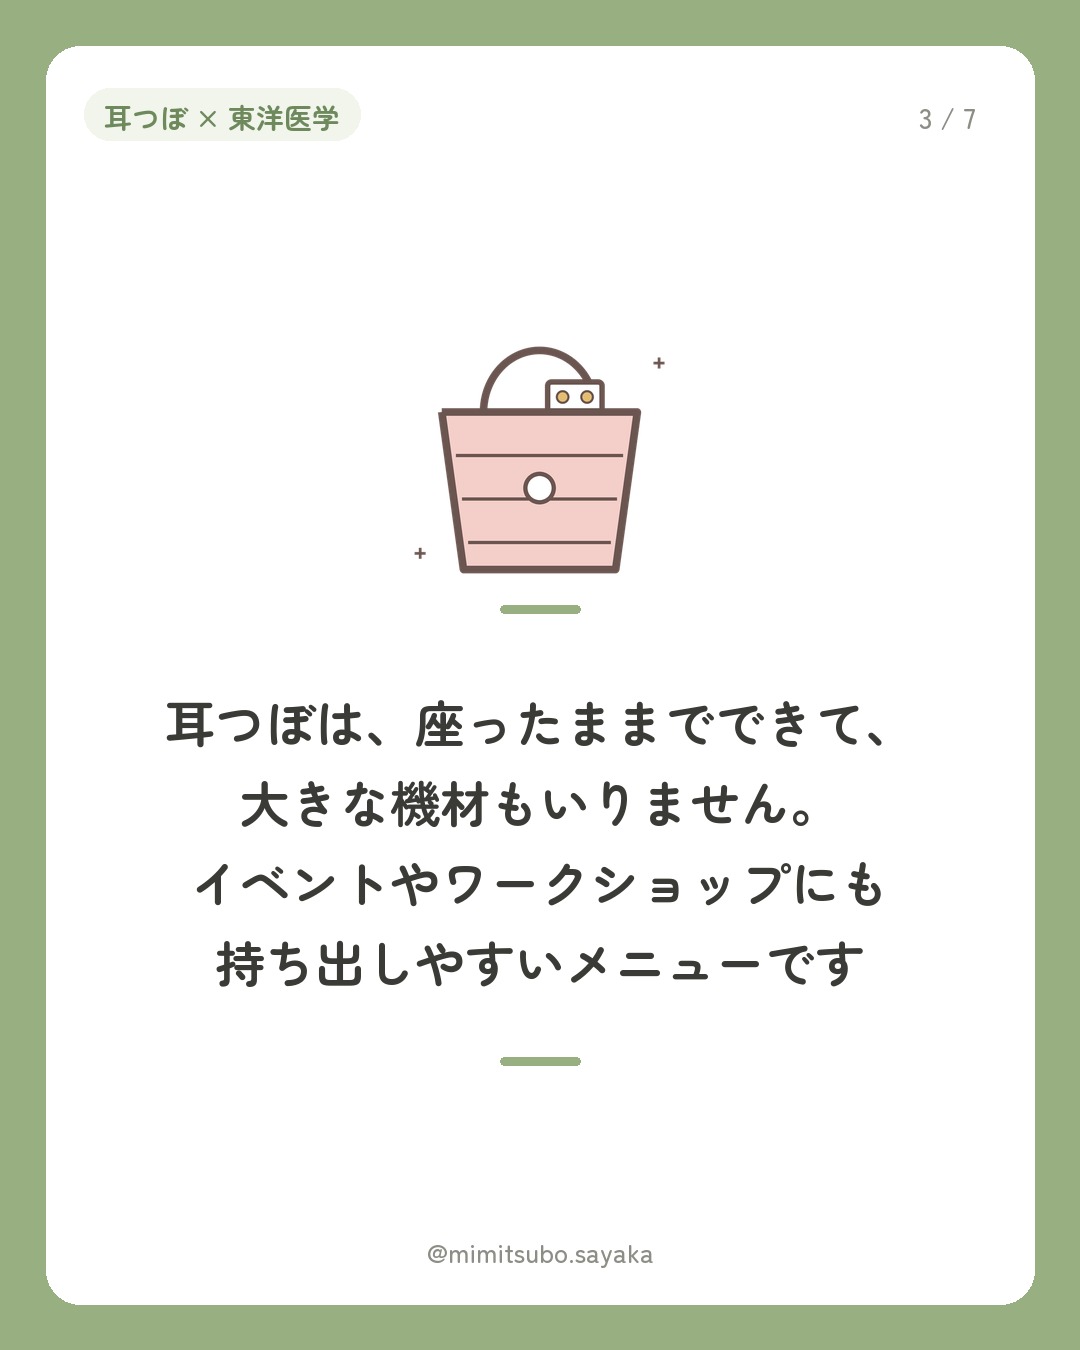 耳つぼ × 東洋医学
3 / 7
耳つぼは、座ったままでできて、
大きな機材もいりません。
イベントやワークショップにも
持ち出しやすいメニューです
@mimitsubo.sayaka